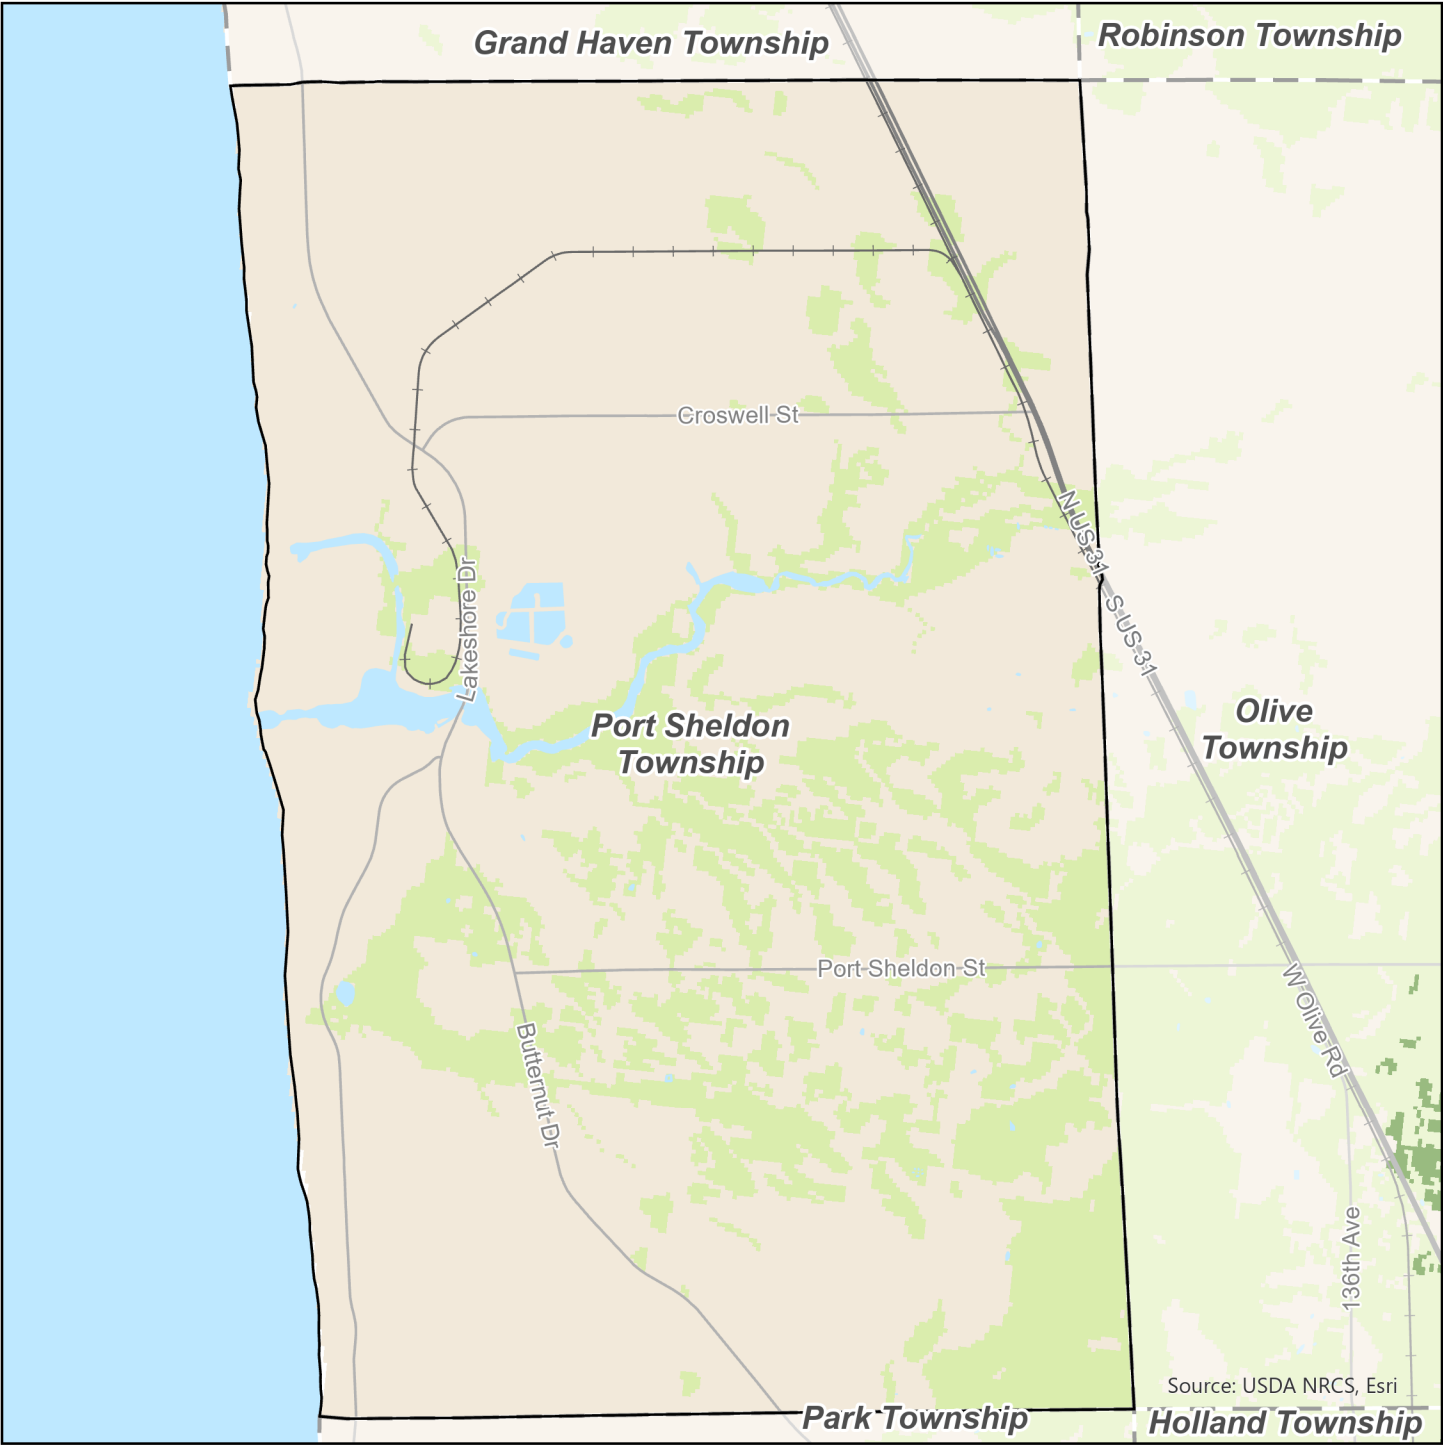 Grand Haven Township
Robinson Township
Croswell St
N US-31
Lakeshore Dr
S US-31
Port Sheldon
Township
Olive
Township
Port Sheldon St
W Olive Rd
Butternut Dr
136th Ave
Source: USDA NRCS, Esri
Park Township
Holland Township